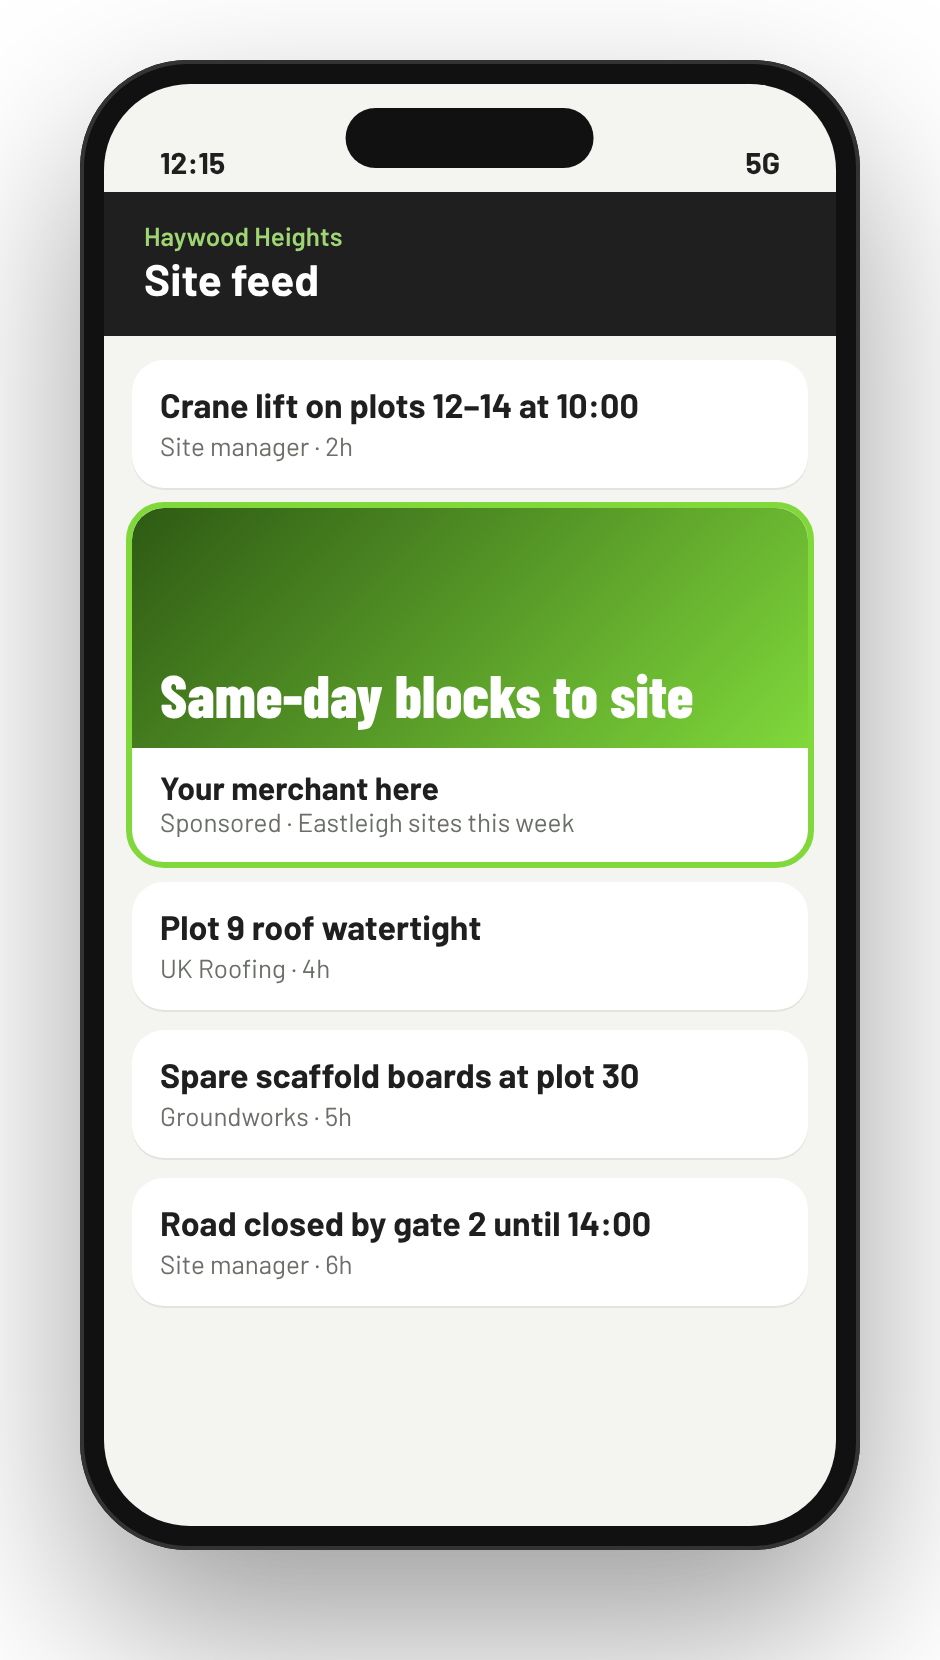 12:15
5G
Haywood Heights
Site feed
Crane lift on plots 12–14 at 10:00
Site manager · 2h
Same-day blocks to site
Your merchant here
Sponsored · Eastleigh sites this week
Plot 9 roof watertight
UK Roofing · 4h
Spare scaffold boards at plot 30
Groundworks · 5h
Road closed by gate 2 until 14:00
Site manager · 6h